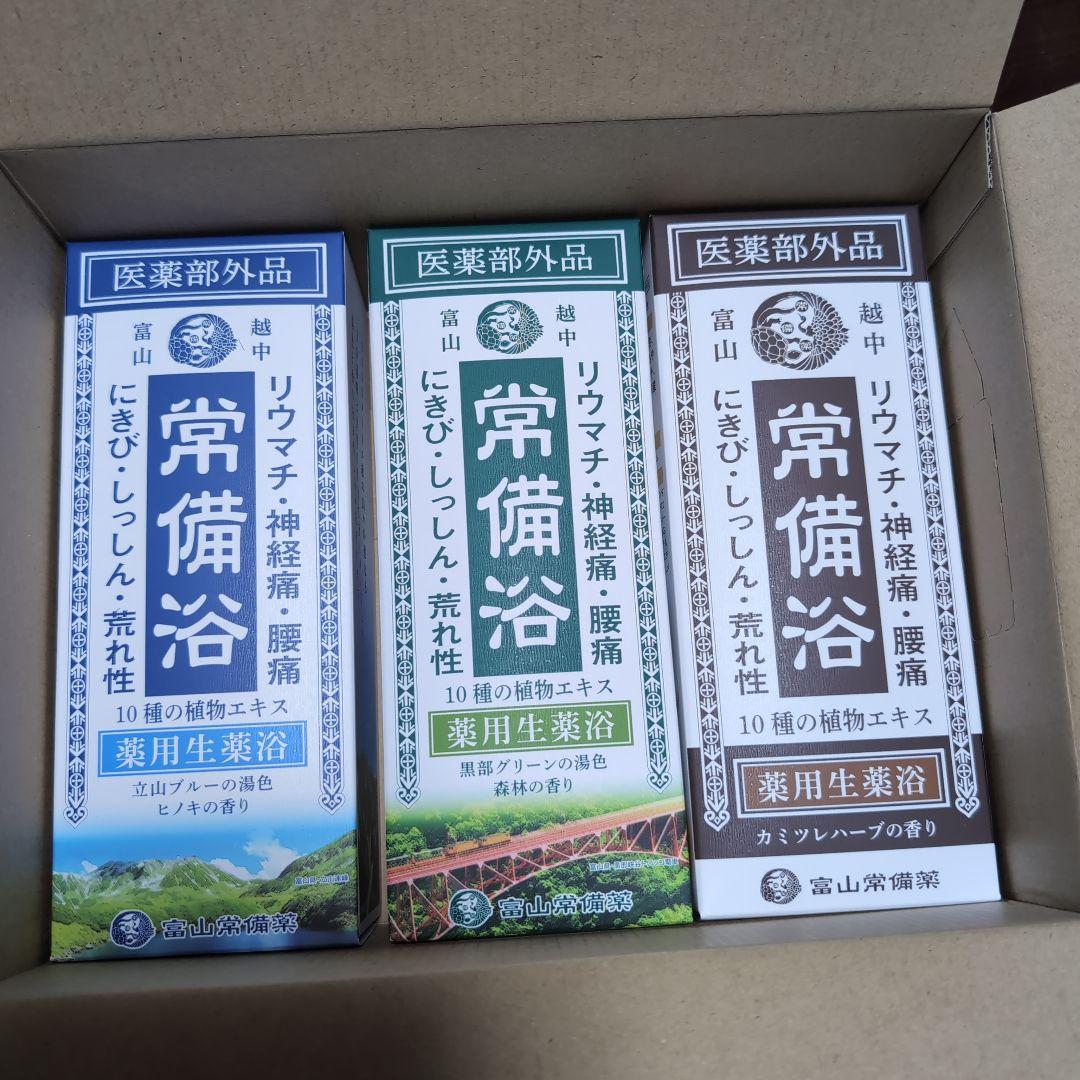 医薬部外品
越中
富山
リウマチ・神経痛・腰痛
常備浴
にきび・しっしん・荒れ性
10種の植物エキス
薬用生薬浴
立山ブルーの湯色
ヒノキの香り
富山県・立山連峰
富山常備薬
医薬部外品
越中
富山
リウマチ・神経痛・腰痛
常備浴
にきび・しっしん・荒れ性
10種の植物エキス
薬用生薬浴
黒部グリーンの湯色
森林の香り
富山常備薬
医薬部外品
越中
富山
リウマチ・神経痛・腰痛
常備浴
にきび・しっしん・荒れ性
10種の植物エキス
薬用生薬浴
カミツレハーブの香り
富山常備薬